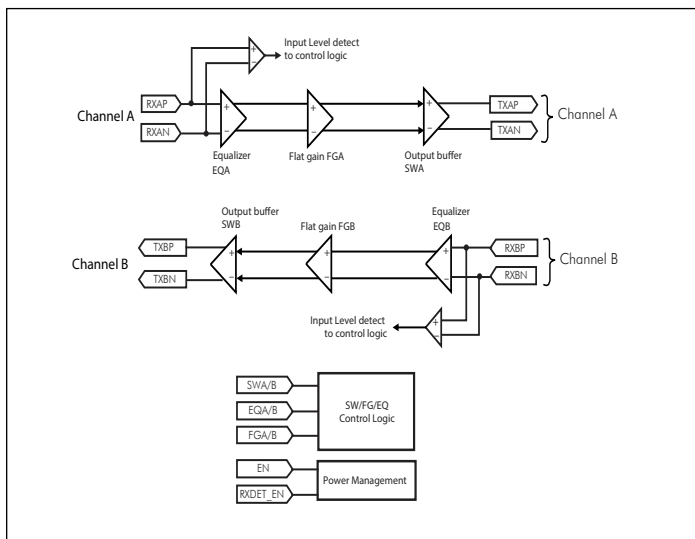 Input Level detect
to control logic
Channel A
RXAP
RXAN
+
−
+
−
+
−
+
−
TXAP
TXAN
Channel A
Equalizer
EQA
Flat gain FGA
Output buffer
SWA
Output buffer
SWB
Flat gain FGB
Equalizer
EQB
Channel B
TXBP
TXBN
+
−
+
−
+
−
RXBP
RXBN
Channel B
Input Level detect
to control logic
+
−
SWA/B
EQA/B
FGA/B
SW/FG/EQ
Control Logic
EN
RXDET_EN
Power Management